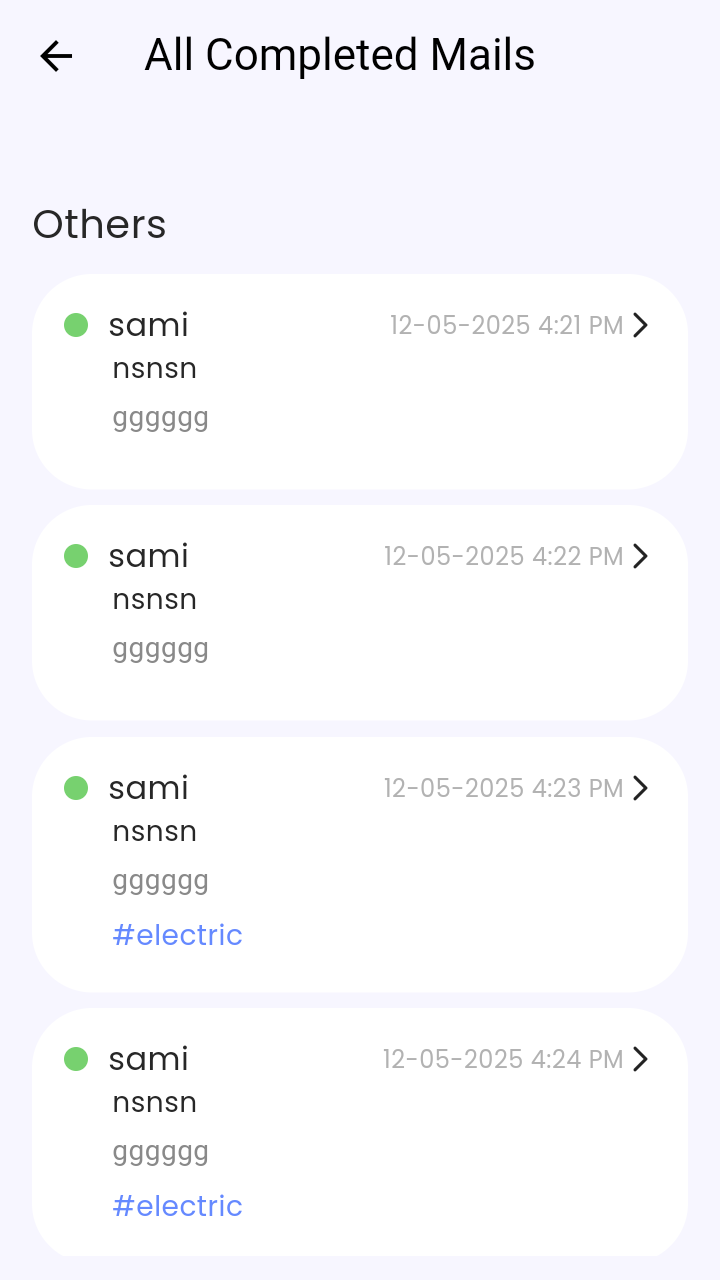 All Completed Mails
Others
sami 12-05-2025 4:21 PM
nsnsn
gggggg
sami 12-05-2025 4:22 PM
nsnsn
gggggg
sami 12-05-2025 4:23 PM
nsnsn
gggggg
#electric
sami 12-05-2025 4:24 PM
nsnsn
gggggg
#electric